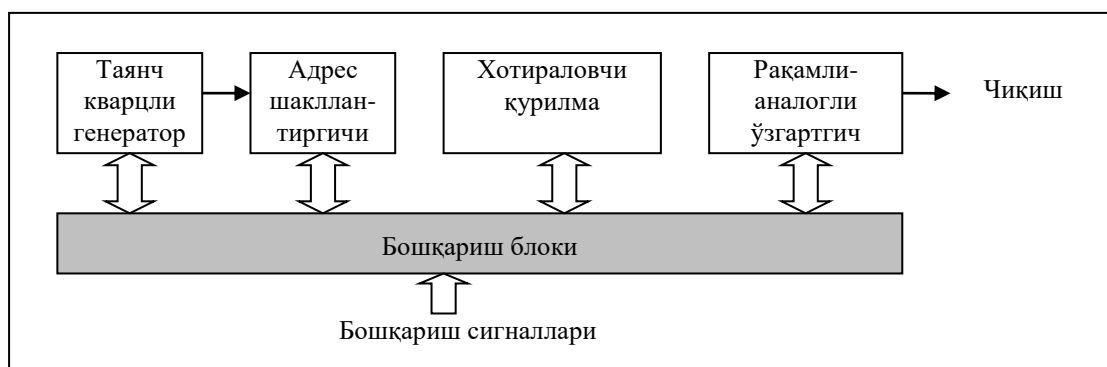 Таянч
кварцли
генератор
Адрес
шакллан-
тиргичи
Хотираловчи
қурилма
Рақамли-
аналогли
ўзгартгич
Чиқиш
Бошқариш блоки
Бошқариш сигналлари